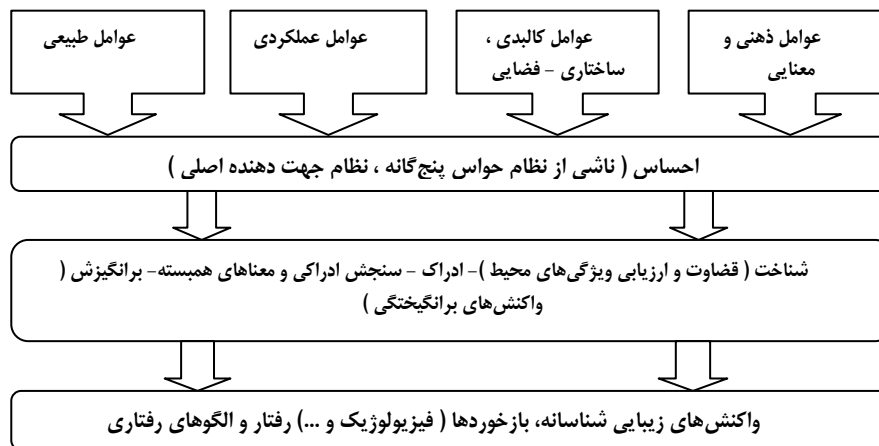 عوامل ذهنی و
معنایی
عوامل کالبدی ،
ساختاری - فضایی
عوامل عملکردی
عوامل طبیعی
احساس ( ناشی از نظام حواس پنج‌گانه ، نظام جهت دهنده اصلی )
شناخت ( قضاوت و ارزیابی ویژگی‌های محیط )- ادراک - سنجش ادراکی و معناهای همبسته- برانگیزش (
واکنش‌های برانگیختگی )
واکنش‌های زیبایی شناسانه، بازخوردها ( فیزیولوژیک و ...) رفتار و الگوهای رفتاری